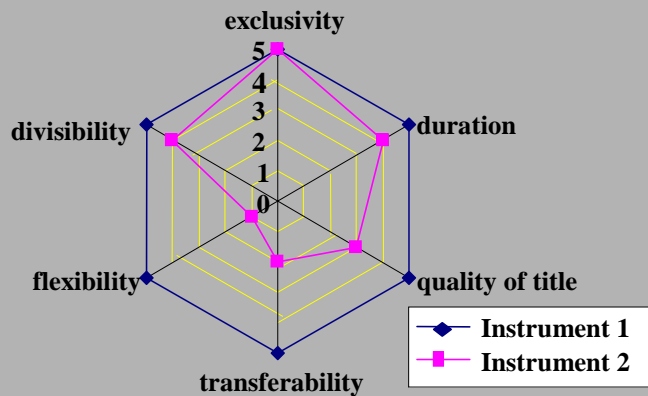 exclusivity
5
4
3
2
1
0
divisibility
duration
flexibility
quality of title
transferability
Instrument 1
Instrument 2